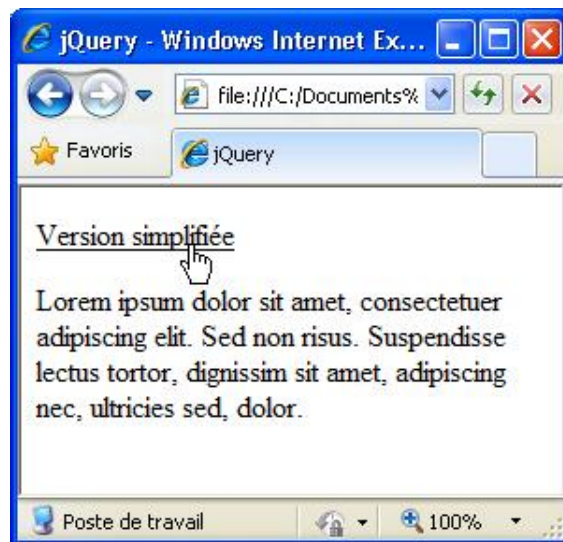 jQuery - Windows Internet Ex...
file:///C:/Documents%
Favoris
jQuery
Version simplifiée
Lorem ipsum dolor sit amet, consectetuer
adipiscing elit. Sed non risus. Suspendisse
lectus tortor, dignissim sit amet, adipiscing
nec, ultricies sed, dolor.
Poste de travail
100%